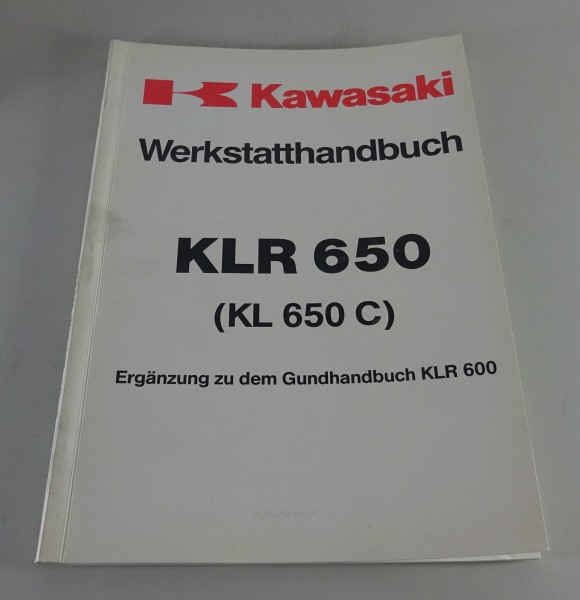 Kawasaki
Werkstatthandbuch
KLR 650
(KL 650 C)
Ergänzung zu dem Gundhandbuch KLR 600